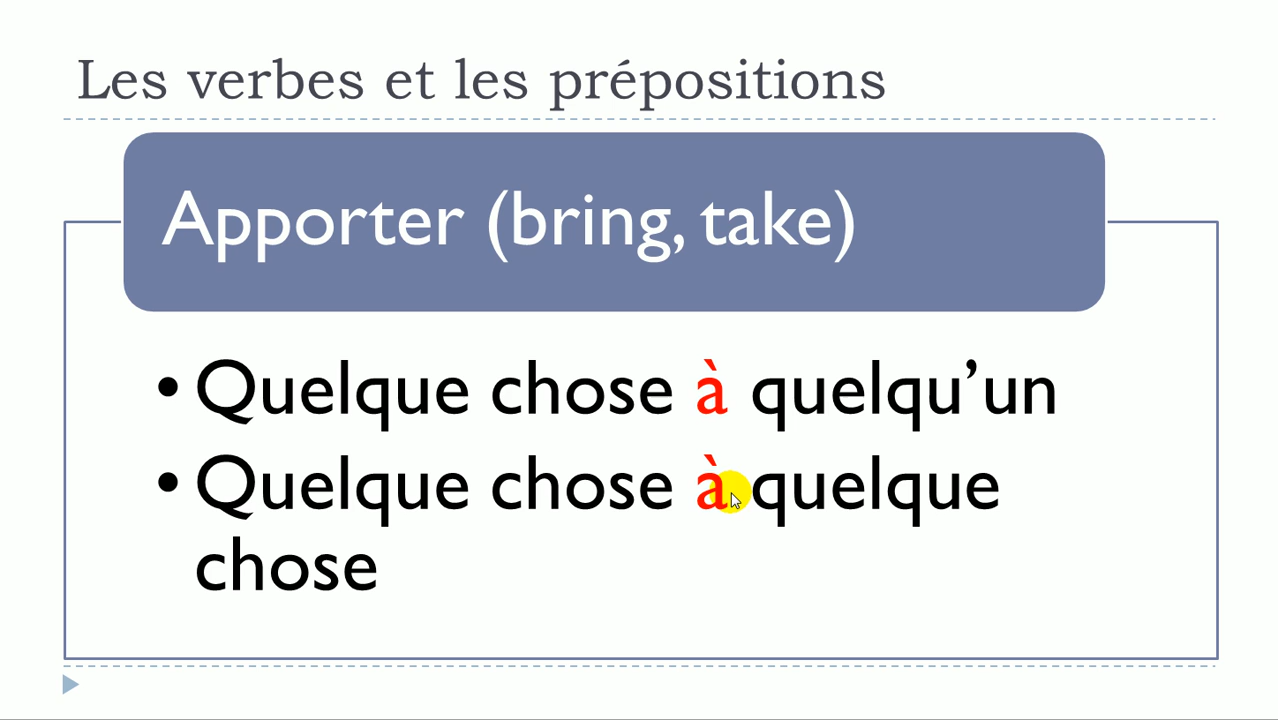 Les verbes et les prépositions
Apporter (bring, take)
• Quelque chose à quelqu’un
• Quelque chose à quelque
chose